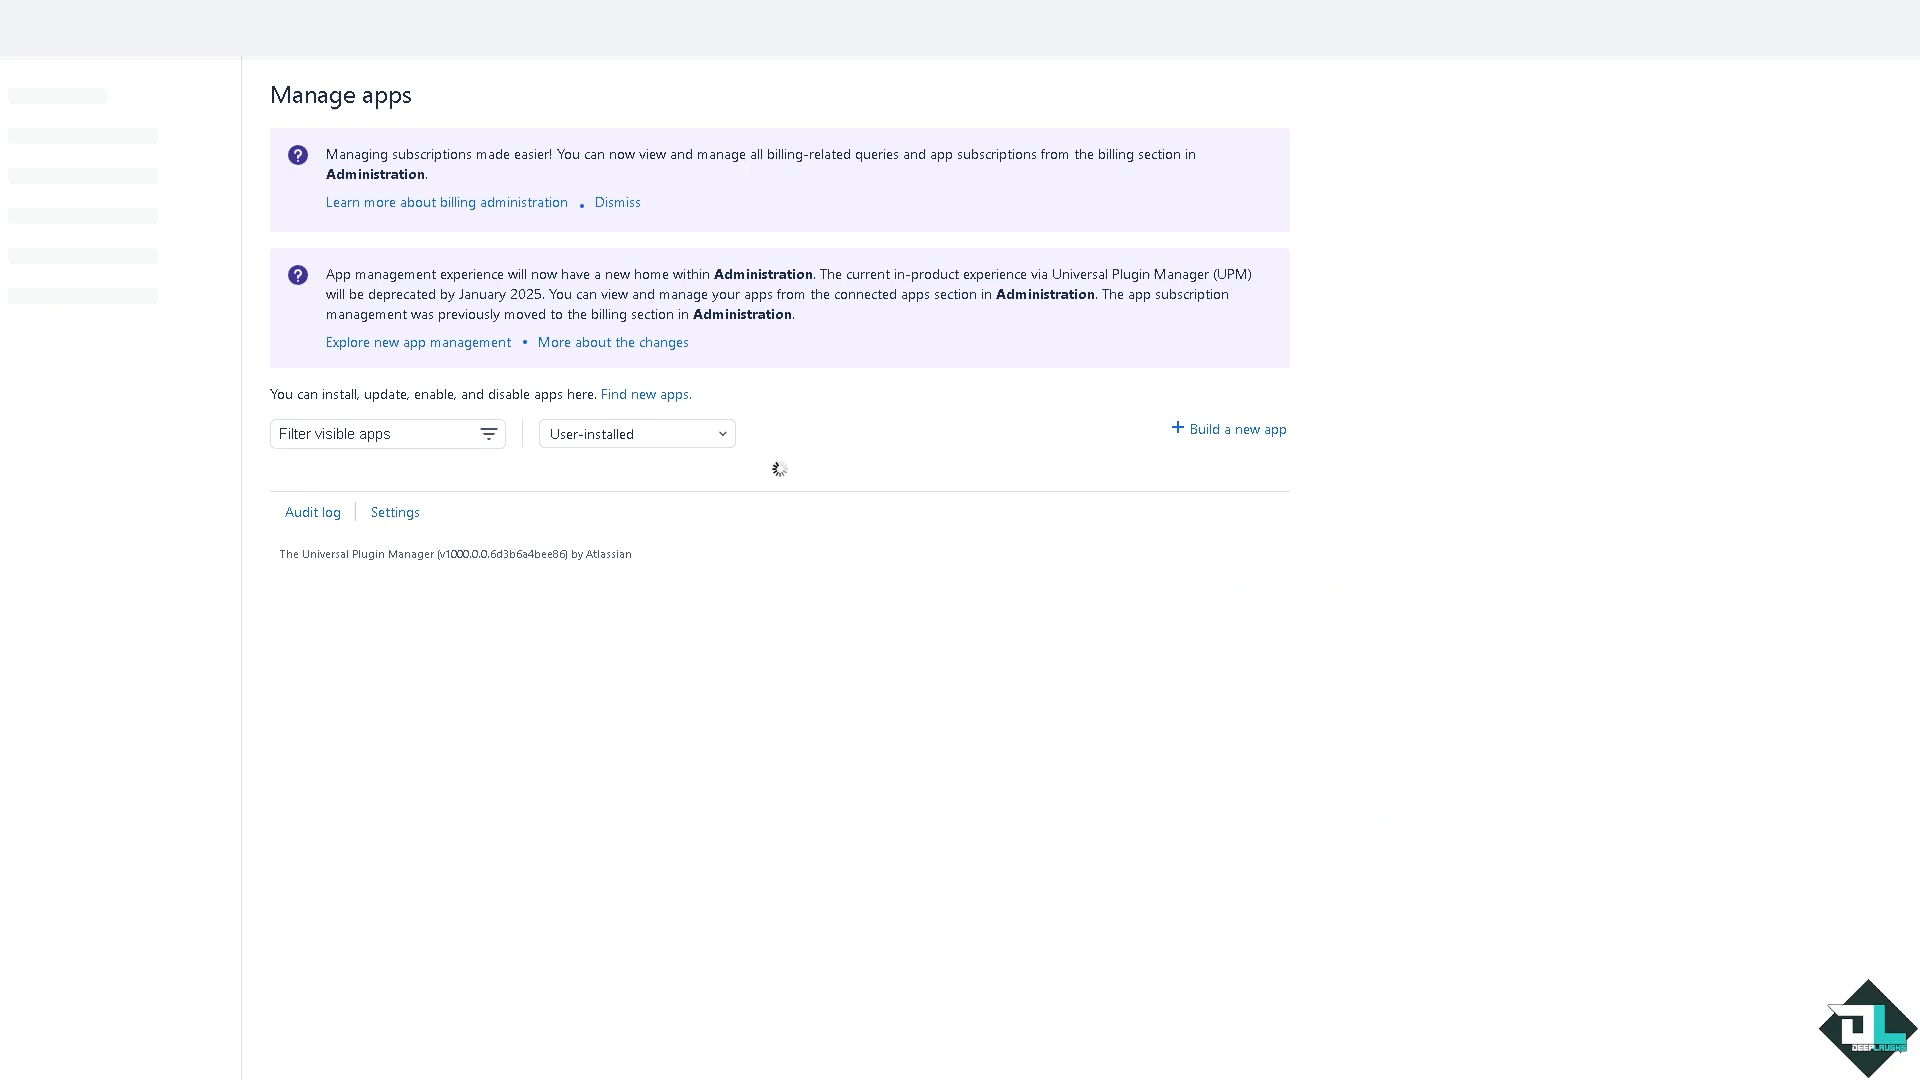 Manage apps
Managing subscriptions made easier! You can now view and manage all billing-related queries and app subscriptions from the billing section in
Administration.
Learn more about billing administration • Dismiss
App management experience will now have a new home within Administration. The current in-product experience via Universal Plugin Manager (UPM)
will be deprecated by January 2025. You can view and manage your apps from the connected apps section in Administration. The app subscription
management was previously moved to the billing section in Administration.
Explore new app management • More about the changes
You can install, update, enable, and disable apps here. Find new apps.
Filter visible apps
User-installed
+ Build a new app
Audit log
Settings
The Universal Plugin Manager (v1000.0.0.6d3b6a4bee86) by Atlassian
DEEPLAUGHS